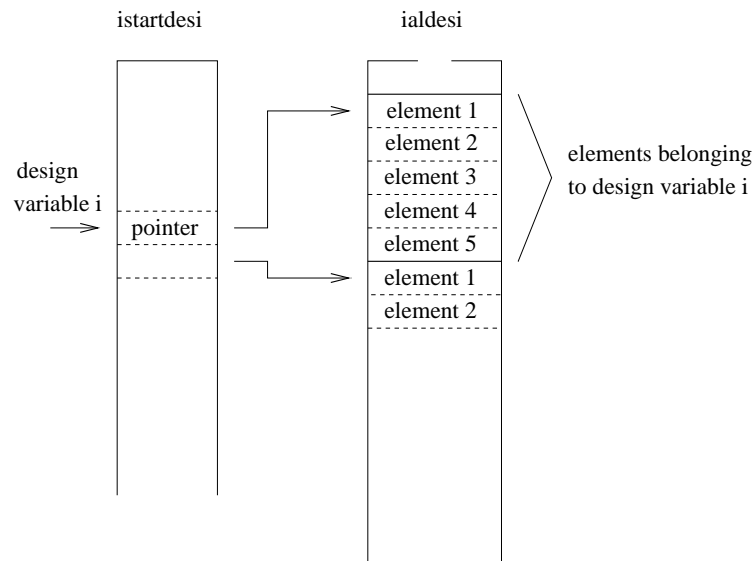 istartdesi
ialdesi
design
variable i
pointer
element 1
element 2
element 3
element 4
element 5
element 1
element 2
elements belonging
to design variable i